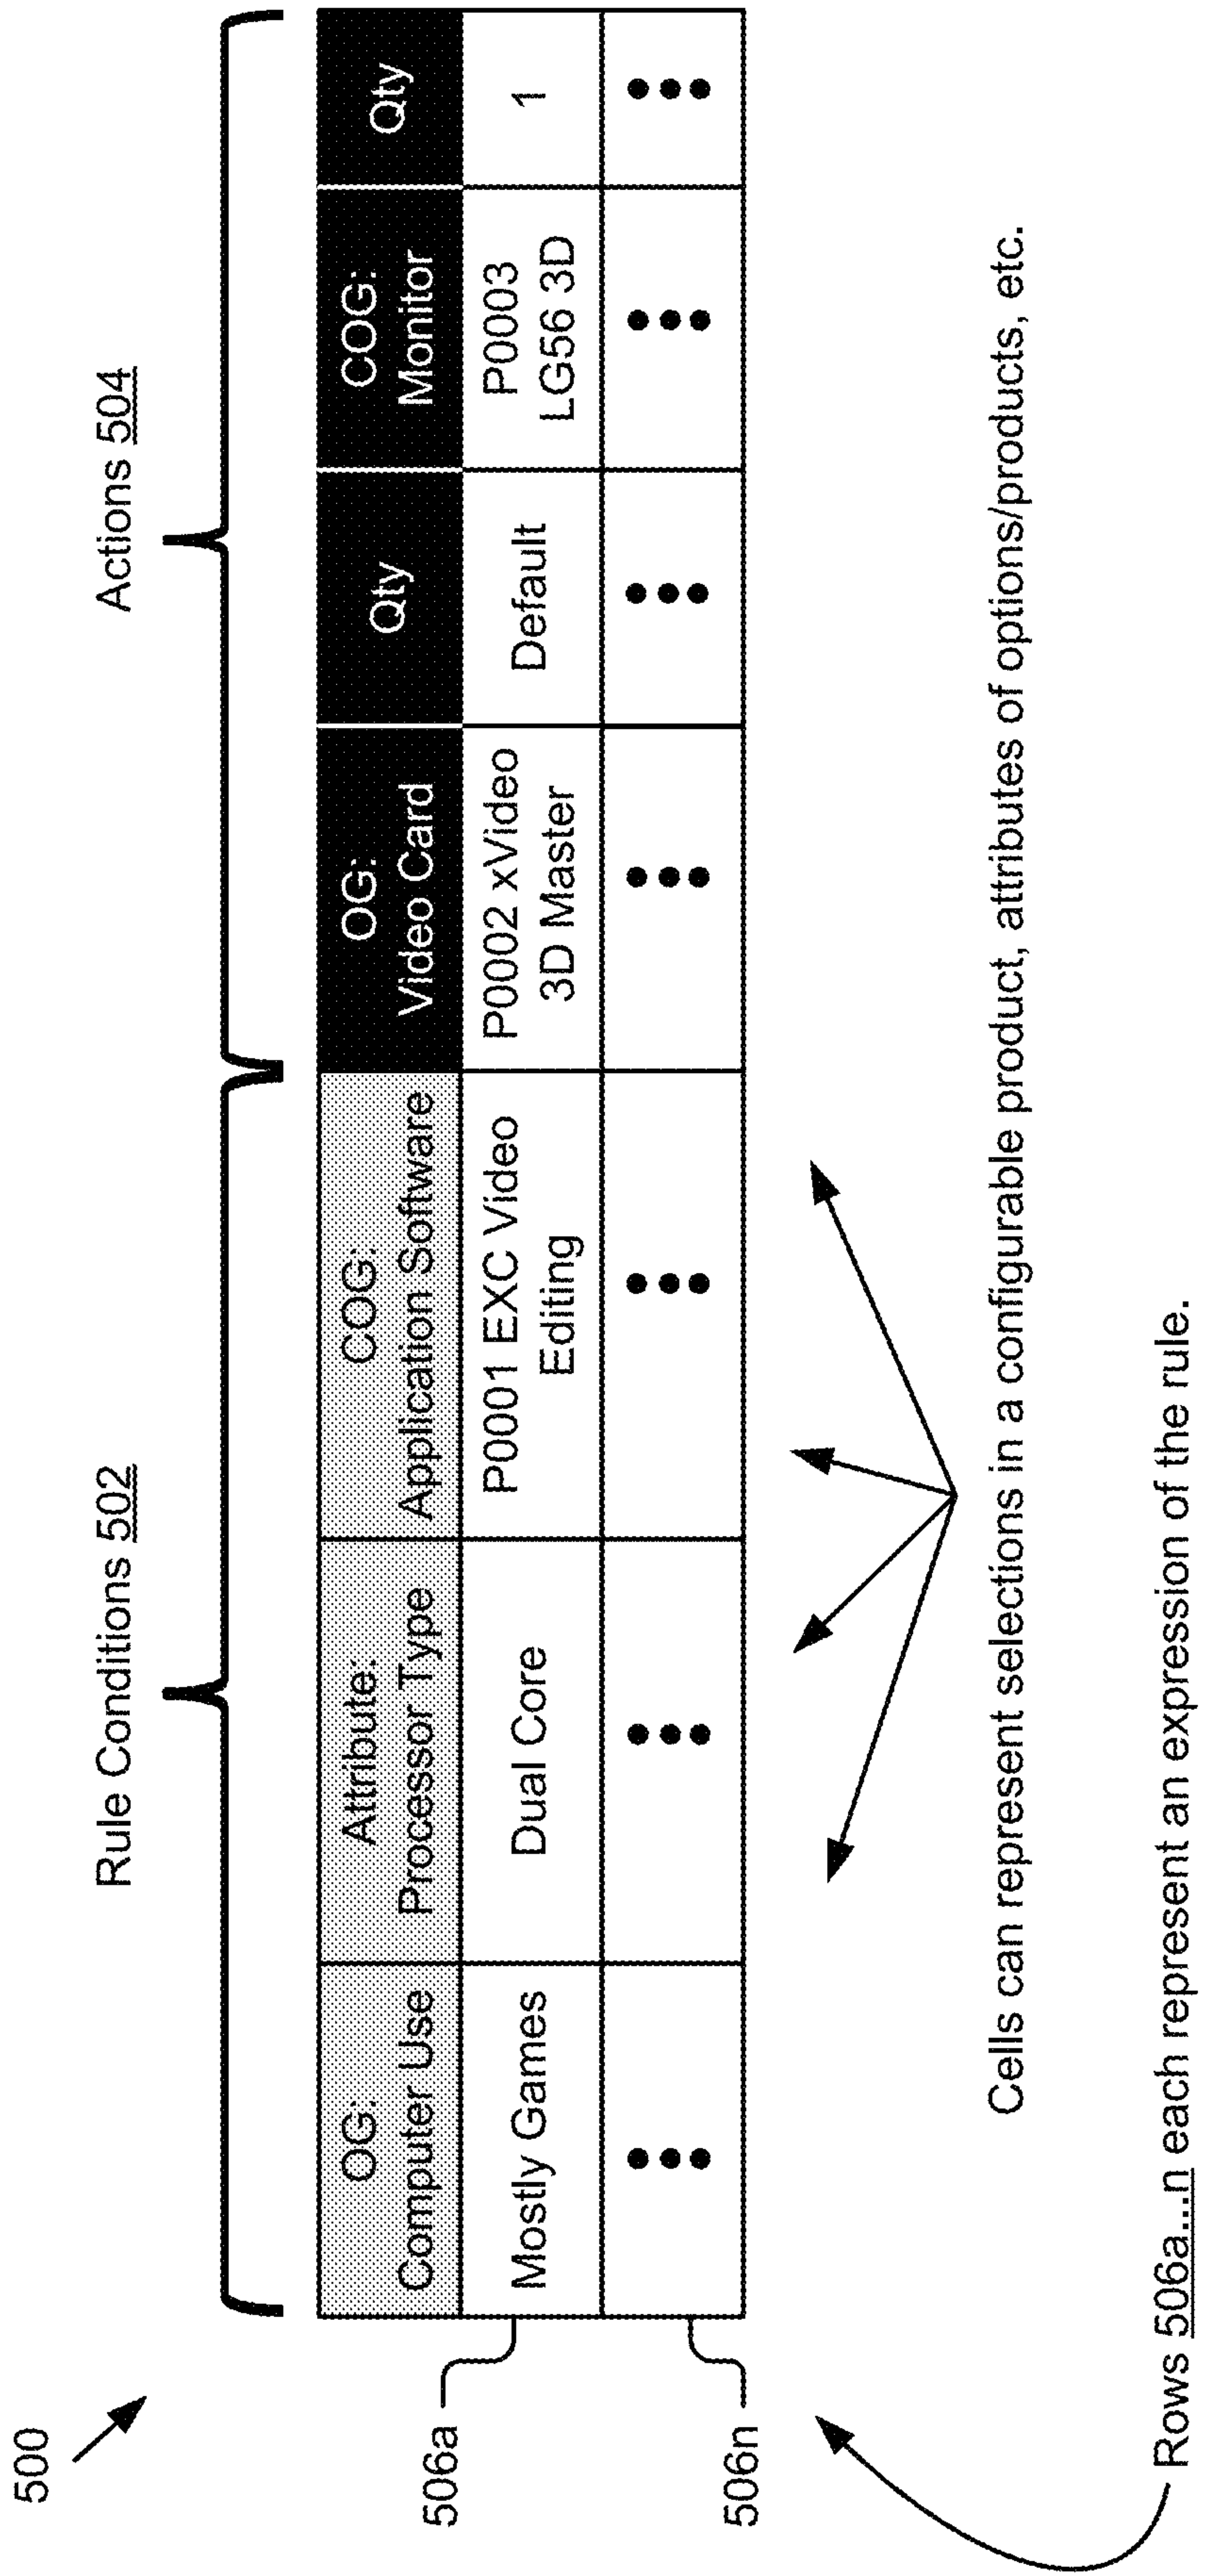 500
Rule Conditions 502
Actions 504
OG:
Computer Use
Attribute:
Processor Type
COG:
Application Software
OG:
Video Card
Qty
COG:
Monitor
Qty
506a
Mostly Games
Dual Core
P0001 EXC Video
Editing
P0002 xVideo
3D Master
Default
P0003
LG56 3D
1
506n
Cells can represent selections in a configurable product, attributes of options/products, etc.
Rows 506a...n each represent an expression of the rule.